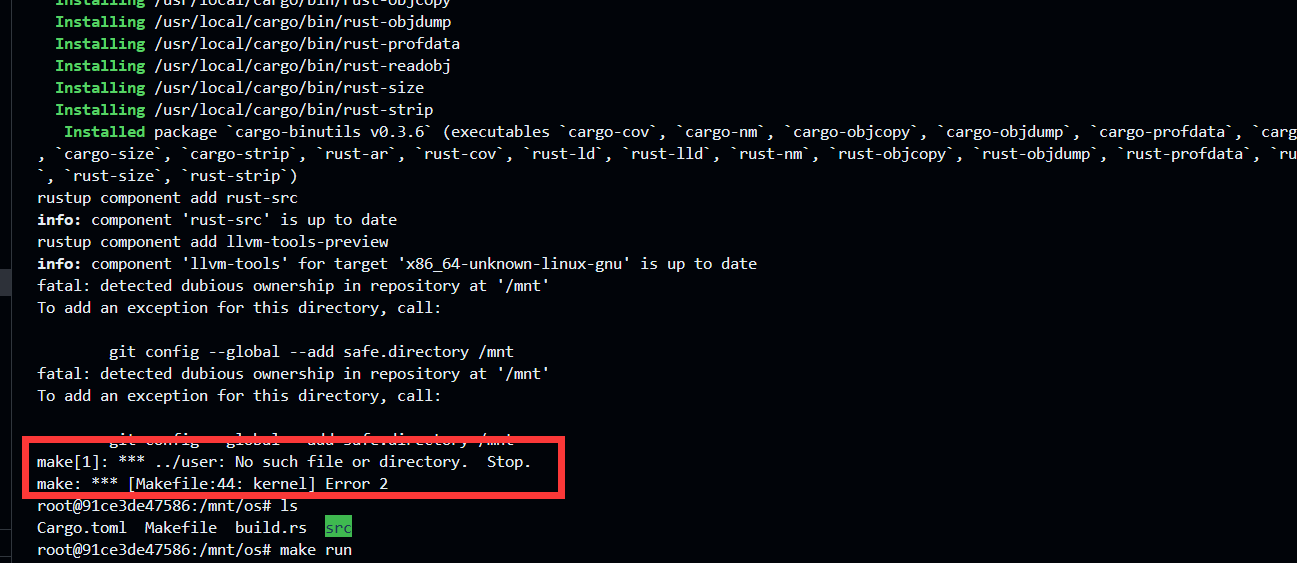 Installing /usr/local/cargo/bin/rust-objcopy
Installing /usr/local/cargo/bin/rust-objdump
Installing /usr/local/cargo/bin/rust-profdata
Installing /usr/local/cargo/bin/rust-readobj
Installing /usr/local/cargo/bin/rust-size
Installing /usr/local/cargo/bin/rust-strip
Installed package `cargo-binutils v0.3.6` (executables `cargo-cov`, `cargo-nm`, `cargo-objcopy`, `cargo-objdump`, `cargo-profdata`, `carg
, `cargo-size`, `cargo-strip`, `rust-ar`, `rust-cov`, `rust-ld`, `rust-lld`, `rust-nm`, `rust-objcopy`, `rust-objdump`, `rust-profdata`, `ru
`, `rust-size`, `rust-strip`)
rustup component add rust-src
info: component 'rust-src' is up to date
rustup component add llvm-tools-preview
info: component 'llvm-tools' for target 'x86_64-unknown-linux-gnu' is up to date
fatal: detected dubious ownership in repository at '/mnt'
To add an exception for this directory, call:
git config --global --add safe.directory /mnt
fatal: detected dubious ownership in repository at '/mnt'
To add an exception for this directory, call:
git config --global --add safe.directory /mnt
make[1]: *** ../user: No such file or directory.  Stop.
make: *** [Makefile:44: kernel] Error 2
root@91ce3de47586:/mnt/os# ls
Cargo.toml  Makefile  build.rs  src
root@91ce3de47586:/mnt/os# make run